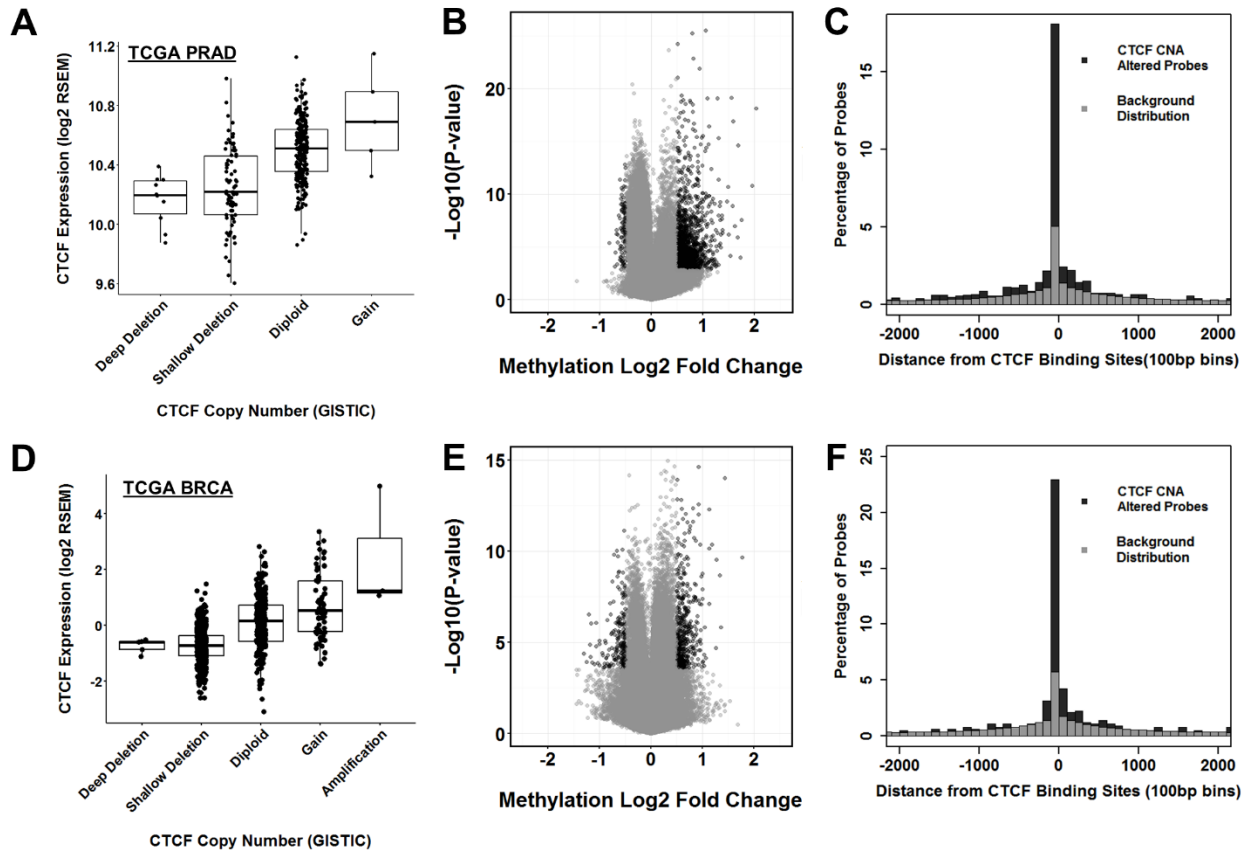 A
TCGA PRAD
CTCF Expression (log2 RSEM)
11.2
10.8
10.4
10.0
9.6
Deep Deletion
Shallow Deletion
Diploid
Gain
CTCF Copy Number (GISTIC)
B
-Log10(P-value)
20
10
0
-2
-1
0
1
2
Methylation Log2 Fold Change
C
Percentage of Probes
15
10
5
0
CTCF CNA
Altered Probes
Background
Distribution
-2000
-1000
0
1000
2000
Distance from CTCF Binding Sites(100bp bins)
D
TCGA BRCA
CTCF Expression (log2 RSEM)
4
2
0
-2
Deep Deletion
Shallow Deletion
Diploid
Gain
Amplification
CTCF Copy Number (GISTIC)
E
-Log10(P-value)
15
10
5
0
-2
-1
0
1
2
Methylation Log2 Fold Change
F
Percentage of Probes
25
20
15
10
5
0
CTCF CNA
Altered Probes
Background
Distribution
-2000
-1000
0
1000
2000
Distance from CTCF Binding Sites (100bp bins)